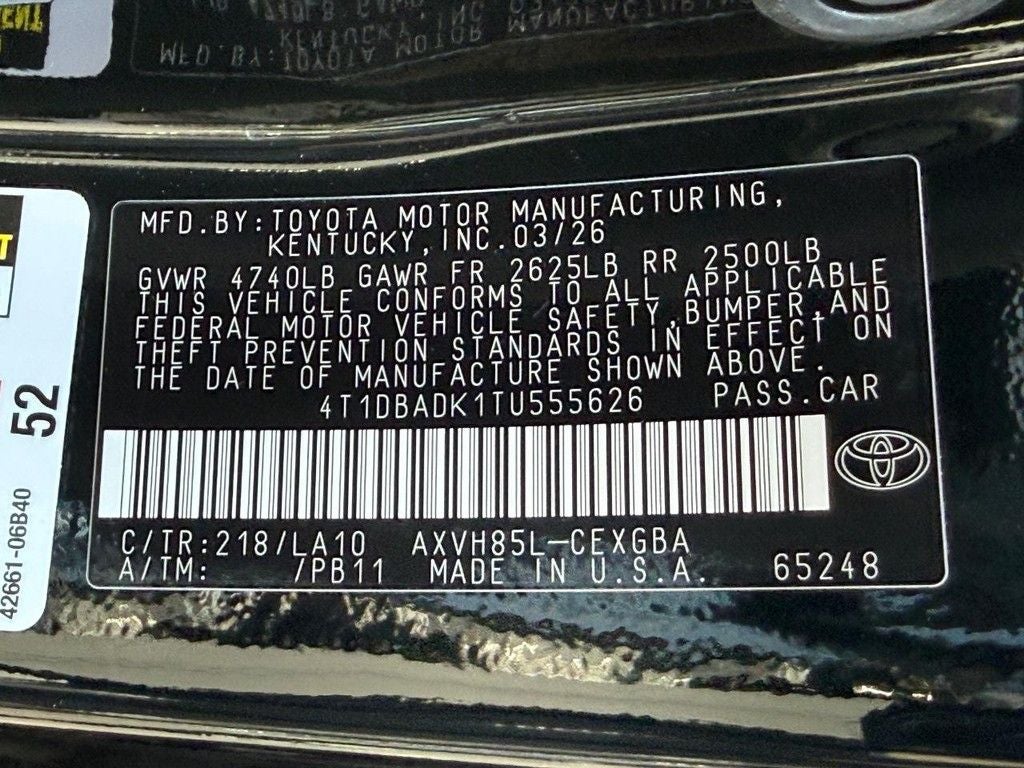 MFD.BY:TOYOTA MOTOR MANUFACTURING,
KENTUCKY,INC.03/26
GVWR 4740LB GAWR FR 2625LB RR 2500LB
THIS VEHICLE CONFORMS TO ALL APPLICABLE
FEDERAL MOTOR VEHICLE SAFETY,BUMPER,AND
THEFT PREVENTION STANDARDS IN EFFECT ON
THE DATE OF MANUFACTURE SHOWN ABOVE.
4T1DBADK1TU555626 PASS.CAR
C/TR:218/LA10 AXVH85L-CEXGBA
A/TM: /PB11 MADE IN U.S.A. 65248
52
42661-06B40